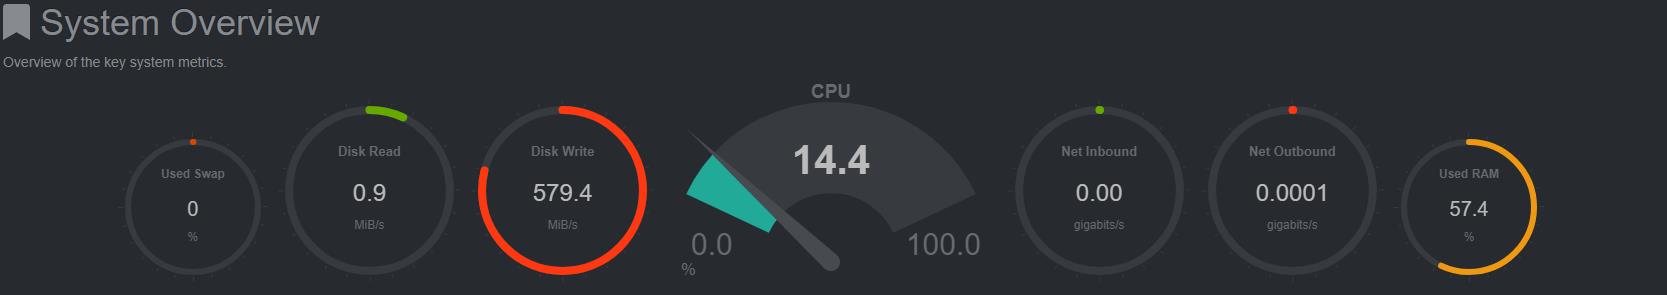 System Overview
Overview of the key system metrics.
Used Swap
0
%
Disk Read
0.9
MiB/s
Disk Write
579.4
MiB/s
CPU
14.4
0.0
100.0
%
Net Inbound
0.00
gigabits/s
Net Outbound
0.0001
gigabits/s
Used RAM
57.4
%